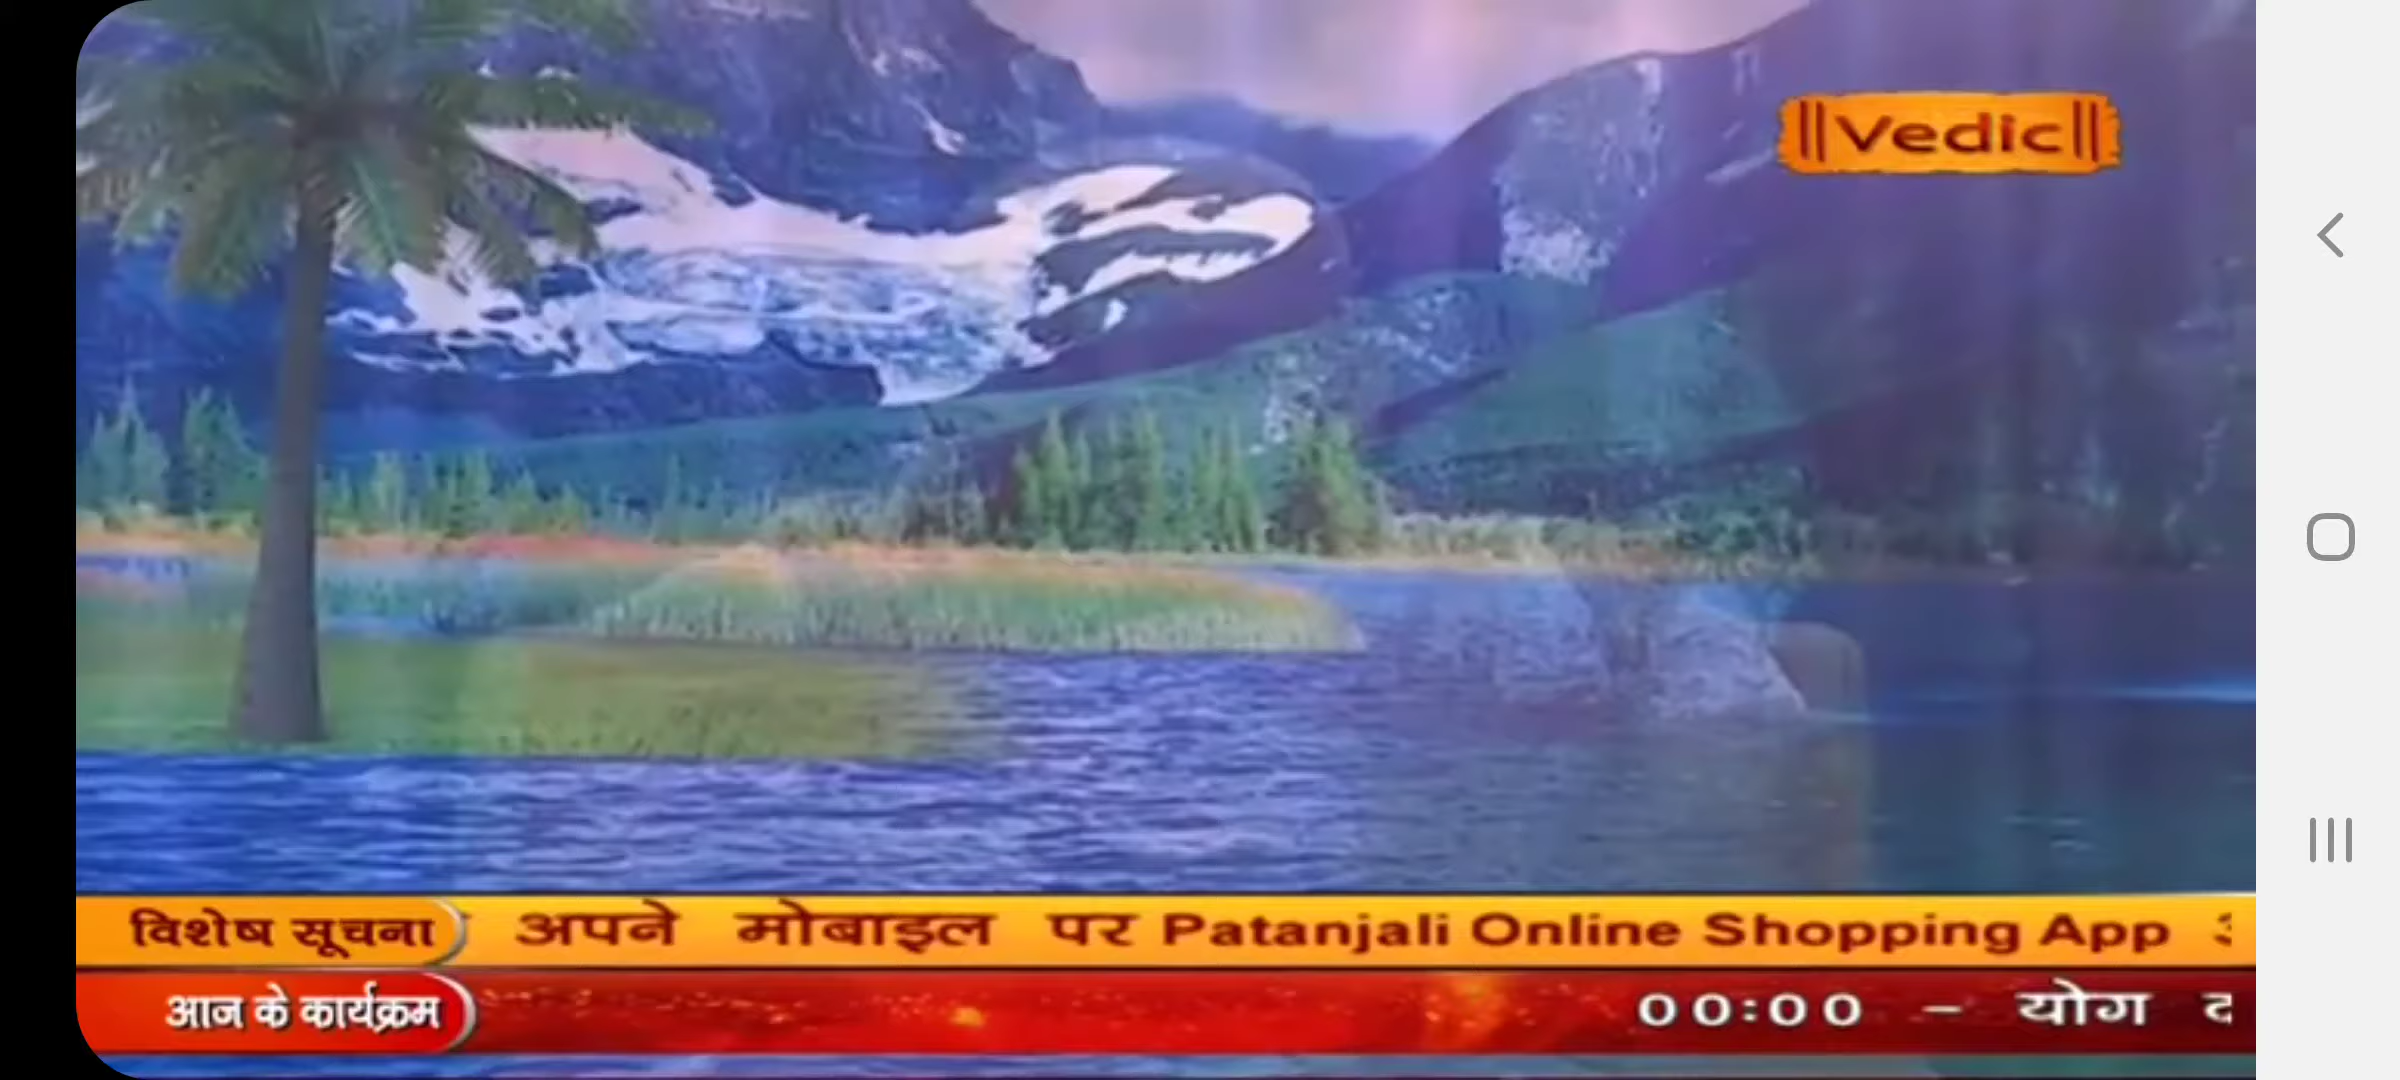 ||Vedic||
विशेष सूचना अपने मोबाइल पर Patanjali Online Shopping App
आज के कार्यक्रम 00:00 - योग